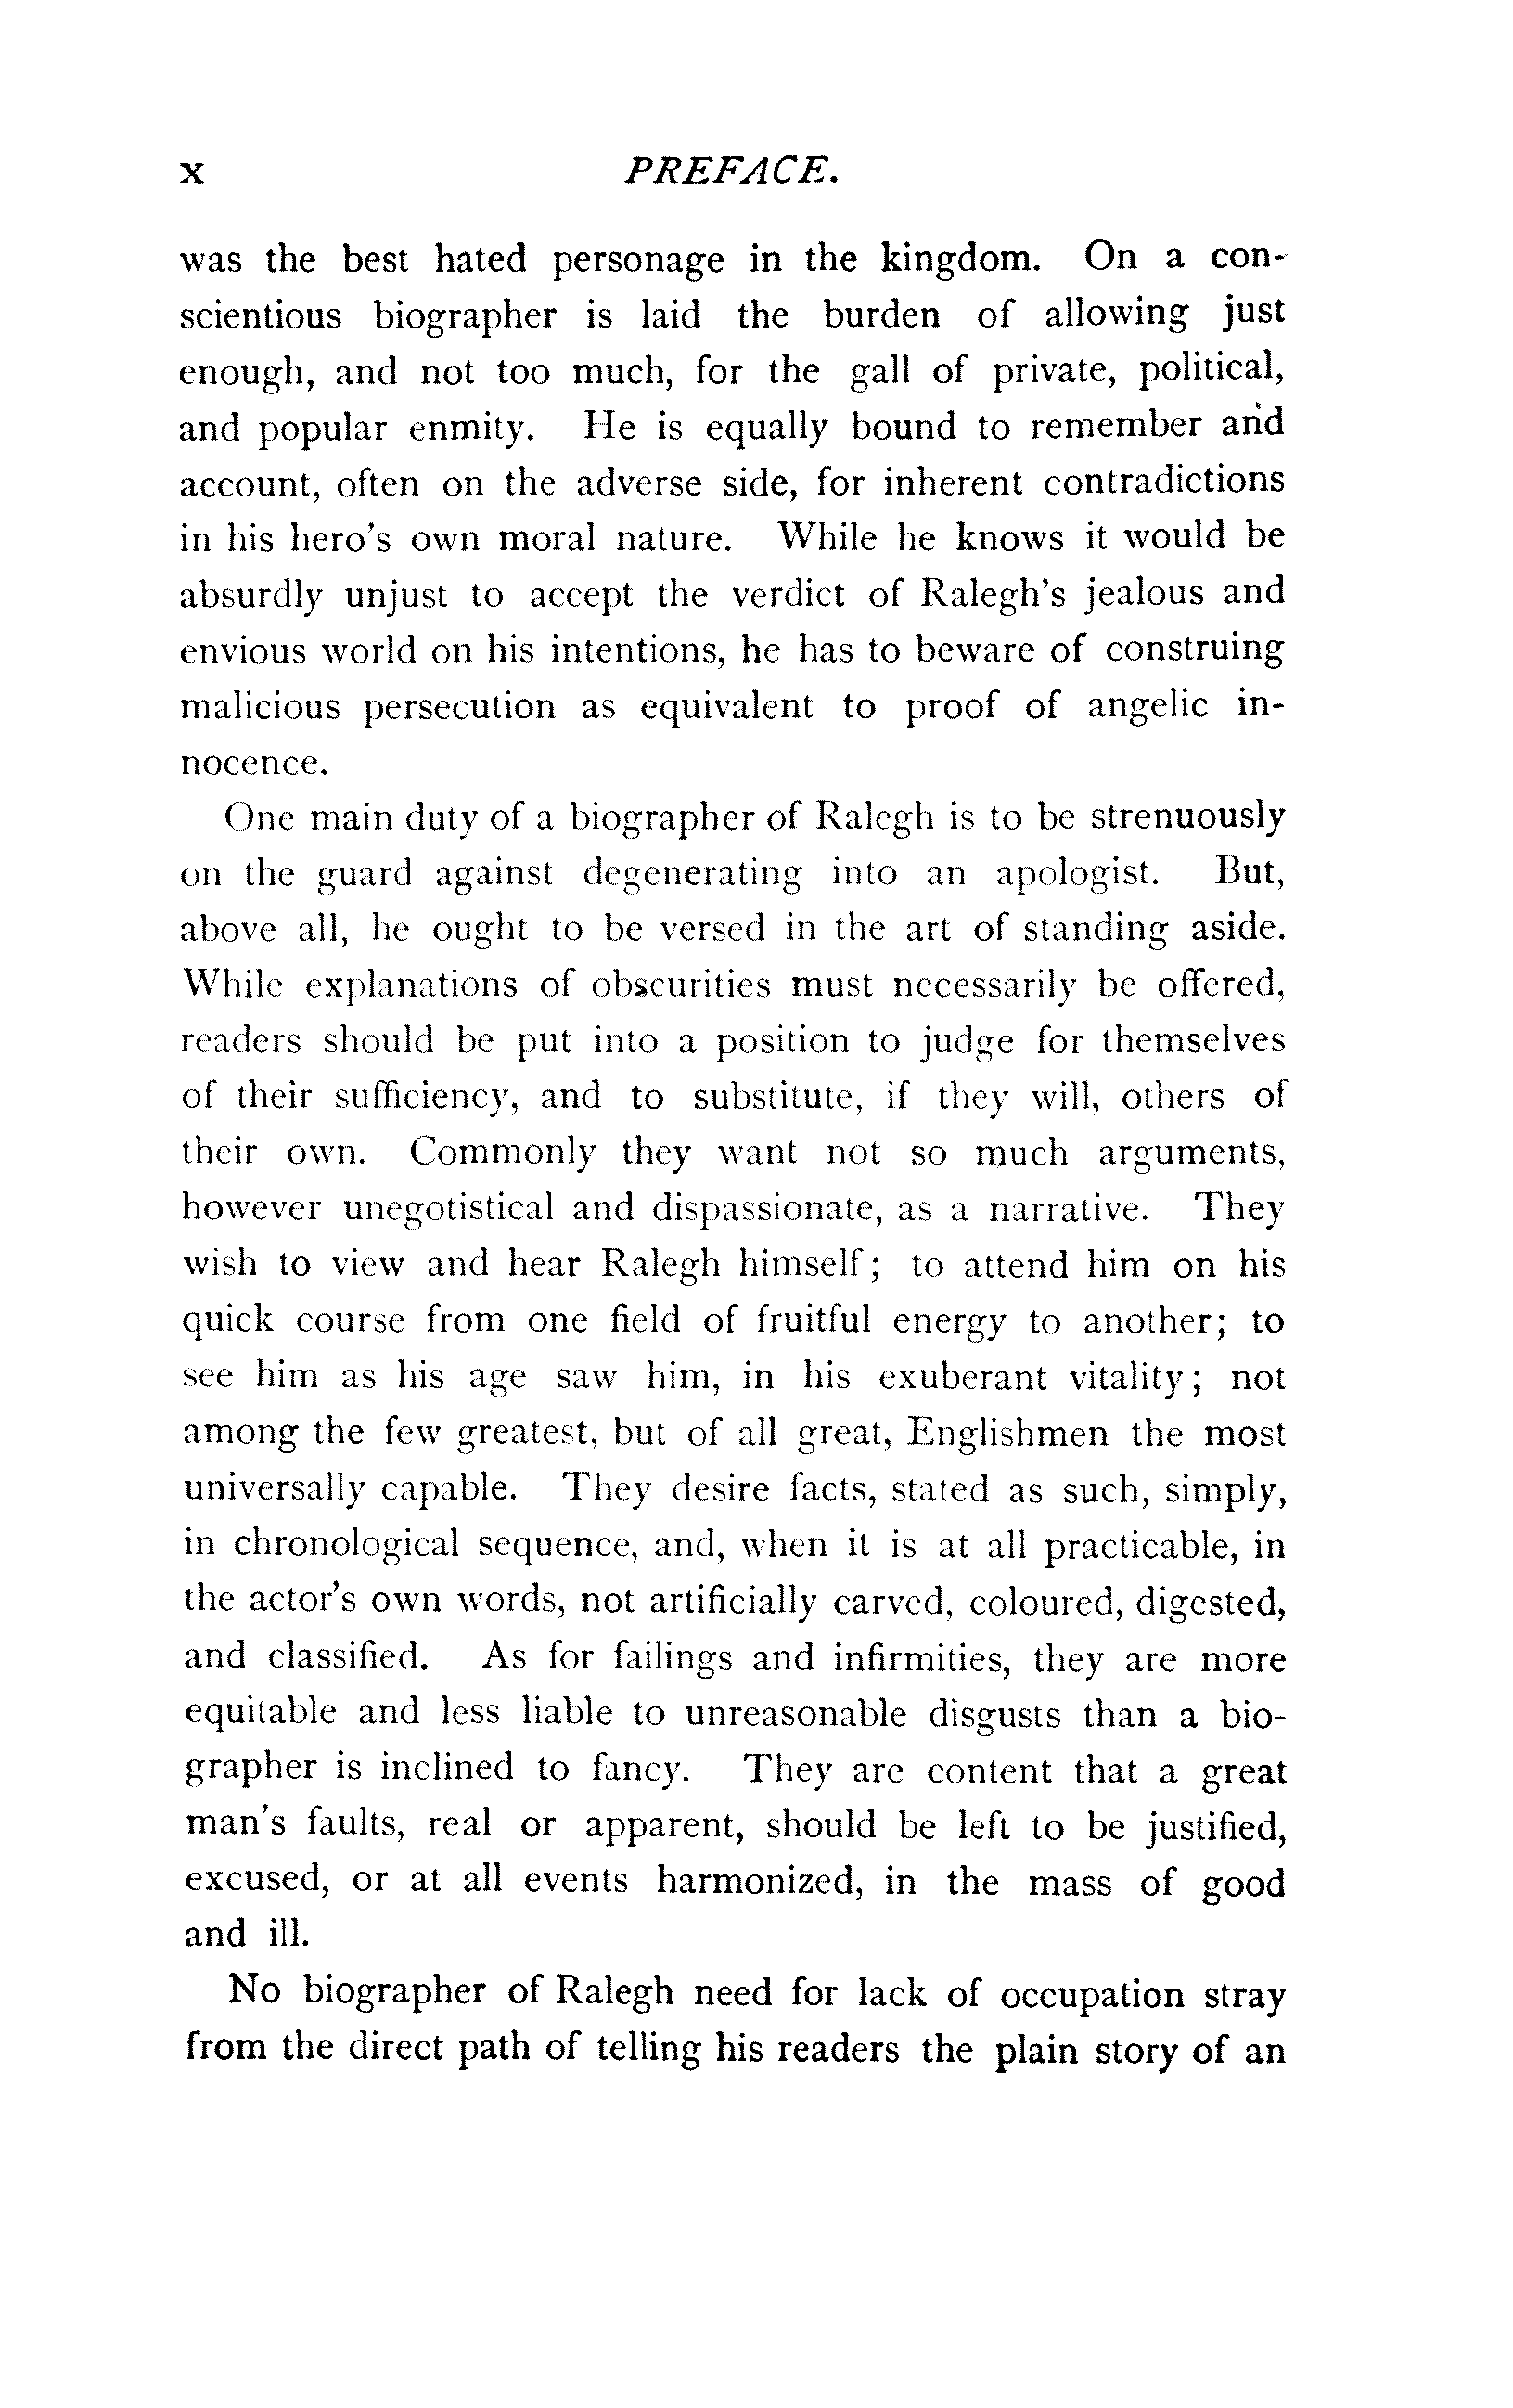 x PREFACE.
was the best hated personage in the kingdom. On a con-
scientious biographer is laid the burden of allowing just
enough, and not too much, for the gall of private, political,
and popular enmity. He is equally bound to remember and
account, often on the adverse side, for inherent contradictions
in his hero's own moral nature. While he knows it would be
absurdly unjust to accept the verdict of Ralegh's jealous and
envious world on his intentions, he has to beware of construing
malicious persecution as equivalent to proof of angelic in-
nocence.
One main duty of a biographer of Ralegh is to be strenuously
on the guard against degenerating into an apologist. But,
above all, he ought to be versed in the art of standing aside.
While explanations of obscurities must necessarily be offered,
readers should be put into a position to judge for themselves
of their sufficiency, and to substitute, if they will, others of
their own. Commonly they want not so much arguments,
however unegotistical and dispassionate, as a narrative. They
wish to view and hear Ralegh himself; to attend him on his
quick course from one field of fruitful energy to another; to
see him as his age saw him, in his exuberant vitality; not
among the few greatest, but of all great, Englishmen the most
universally capable. They desire facts, stated as such, simply,
in chronological sequence, and, when it is at all practicable, in
the actor's own words, not artificially carved, coloured, digested,
and classified. As for failings and infirmities, they are more
equitable and less liable to unreasonable disgusts than a bio-
grapher is inclined to fancy. They are content that a great
man's faults, real or apparent, should be left to be justified,
excused, or at all events harmonized, in the mass of good
and ill.
No biographer of Ralegh need for lack of occupation stray
from the direct path of telling his readers the plain story of an